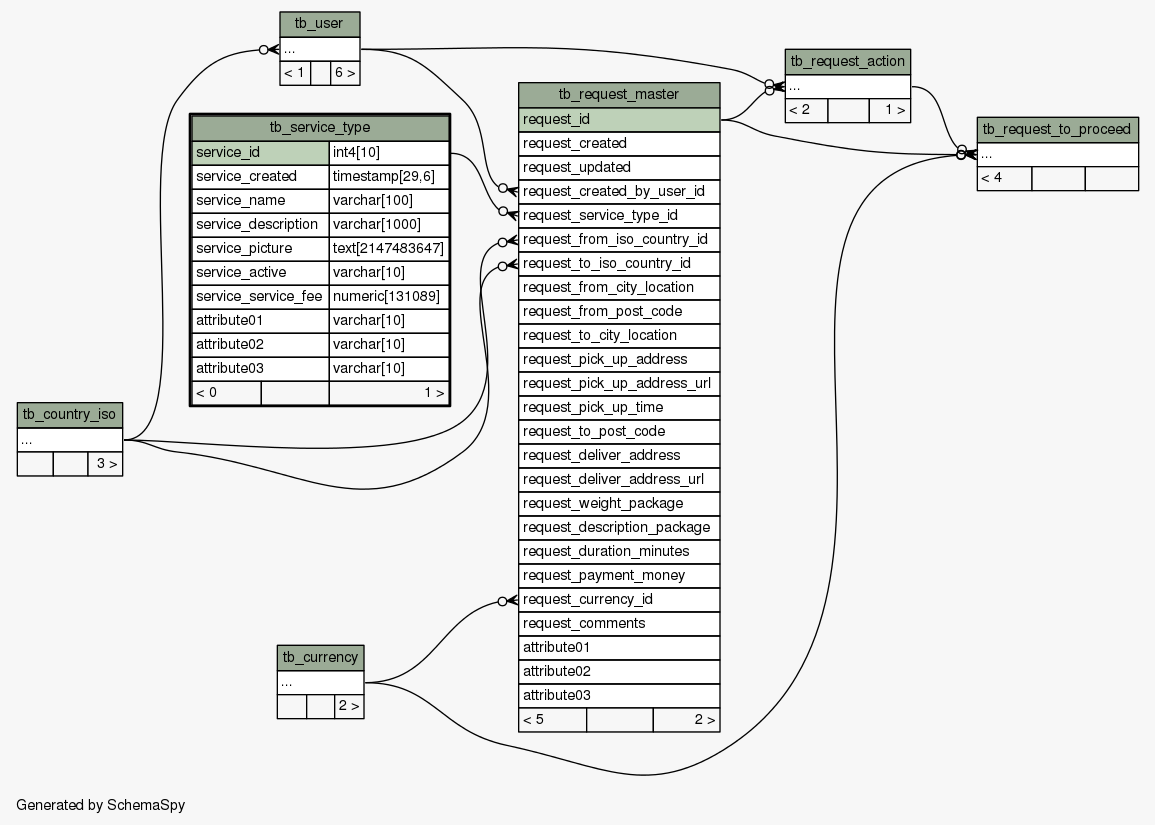 tb_user
...
< 1 6 >
tb_request_action
...
< 2 1 >
tb_request_to_proceed
...
< 4
tb_service_type
service_id int4[10]
service_created timestamp[29,6]
service_name varchar[100]
service_description varchar[1000]
service_picture text[2147483647]
service_active varchar[10]
service_service_fee numeric[131089]
attribute01 varchar[10]
attribute02 varchar[10]
attribute03 varchar[10]
< 0 1 >
tb_request_master
request_id
request_created
request_updated
request_created_by_user_id
request_service_type_id
request_from_iso_country_id
request_to_iso_country_id
request_from_city_location
request_from_post_code
request_to_city_location
request_pick_up_address
request_pick_up_address_url
request_pick_up_time
request_to_post_code
request_deliver_address
request_deliver_address_url
request_weight_package
request_description_package
request_duration_minutes
request_payment_money
request_currency_id
request_comments
attribute01
attribute02
attribute03
< 5 2 >
tb_country_iso
...
3 >
tb_currency
...
2 >
Generated by SchemaSpy